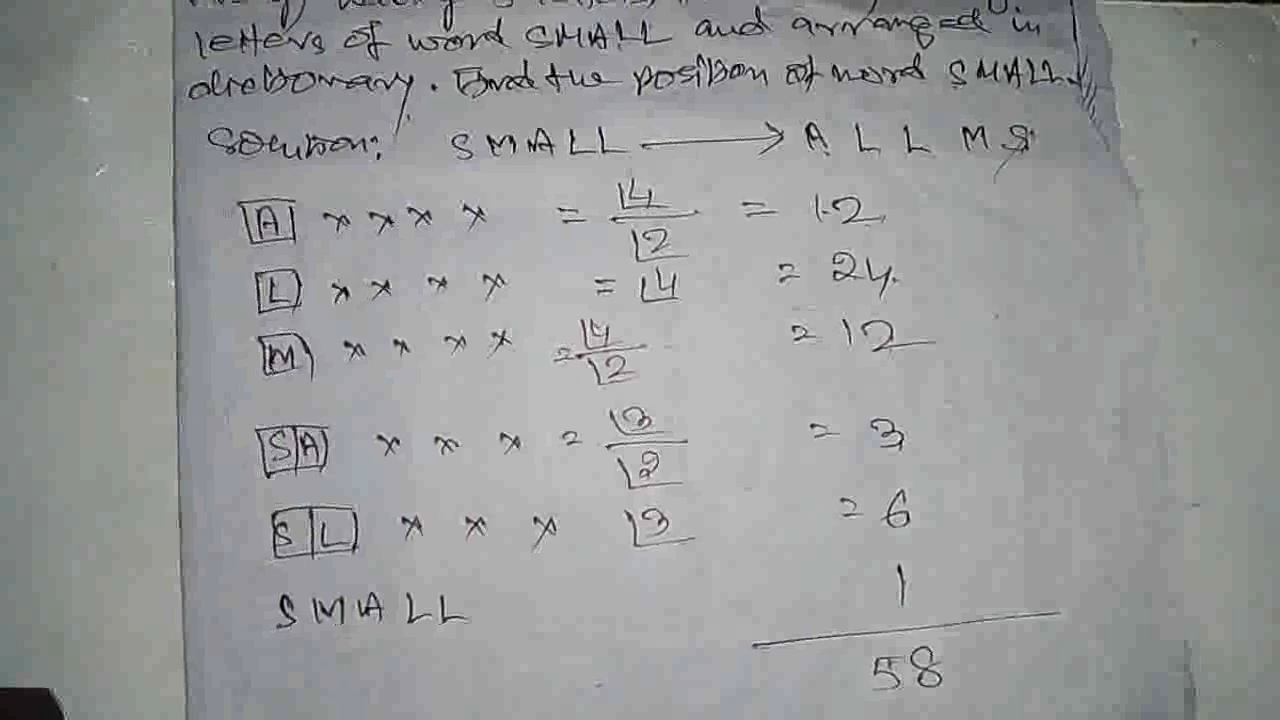 letters of word SMALL and arranged in
dictionary. Find the position of word SMALL.
Solution: SMALL ⟶ A L L M S
A × × × × = ⌊4 / ⌊2 = 12
L × × × × = ⌊4 = 24
M × × × × = ⌊4 / ⌊2 = 12
S A × × × = ⌊3 / ⌊2 = 3
S L × × × ⌊3 = 6
SMALL 1
58